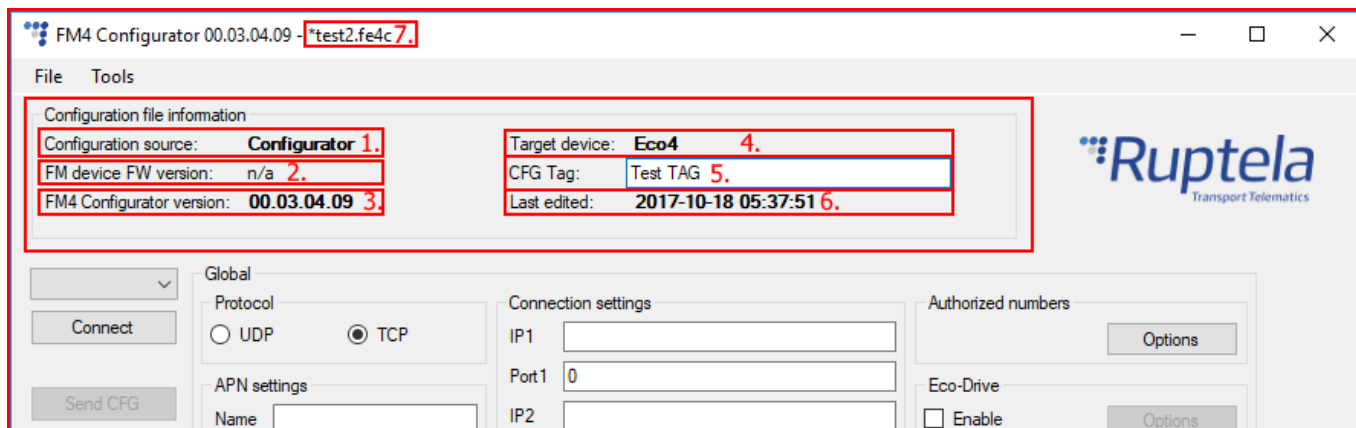 FM4 Configurator 00.03.04.09 - *test2.fe4c 7.
File Tools
Configuration file information
Configuration source: Configurator 1.
Target device: Eco4 4.
FM device FW version: n/a 2.
CFG Tag: Test TAG 5.
FM4 Configurator version: 00.03.04.09 3.
Last edited: 2017-10-18 05:37:51 6.
Ruptela
Transport Telematics
Connect
Send CFG
Global
Protocol
UDP TCP
APN settings
Name
Connection settings
IP1
Port1 0
IP2
Authorized numbers
Options
Eco-Drive
Enable Options